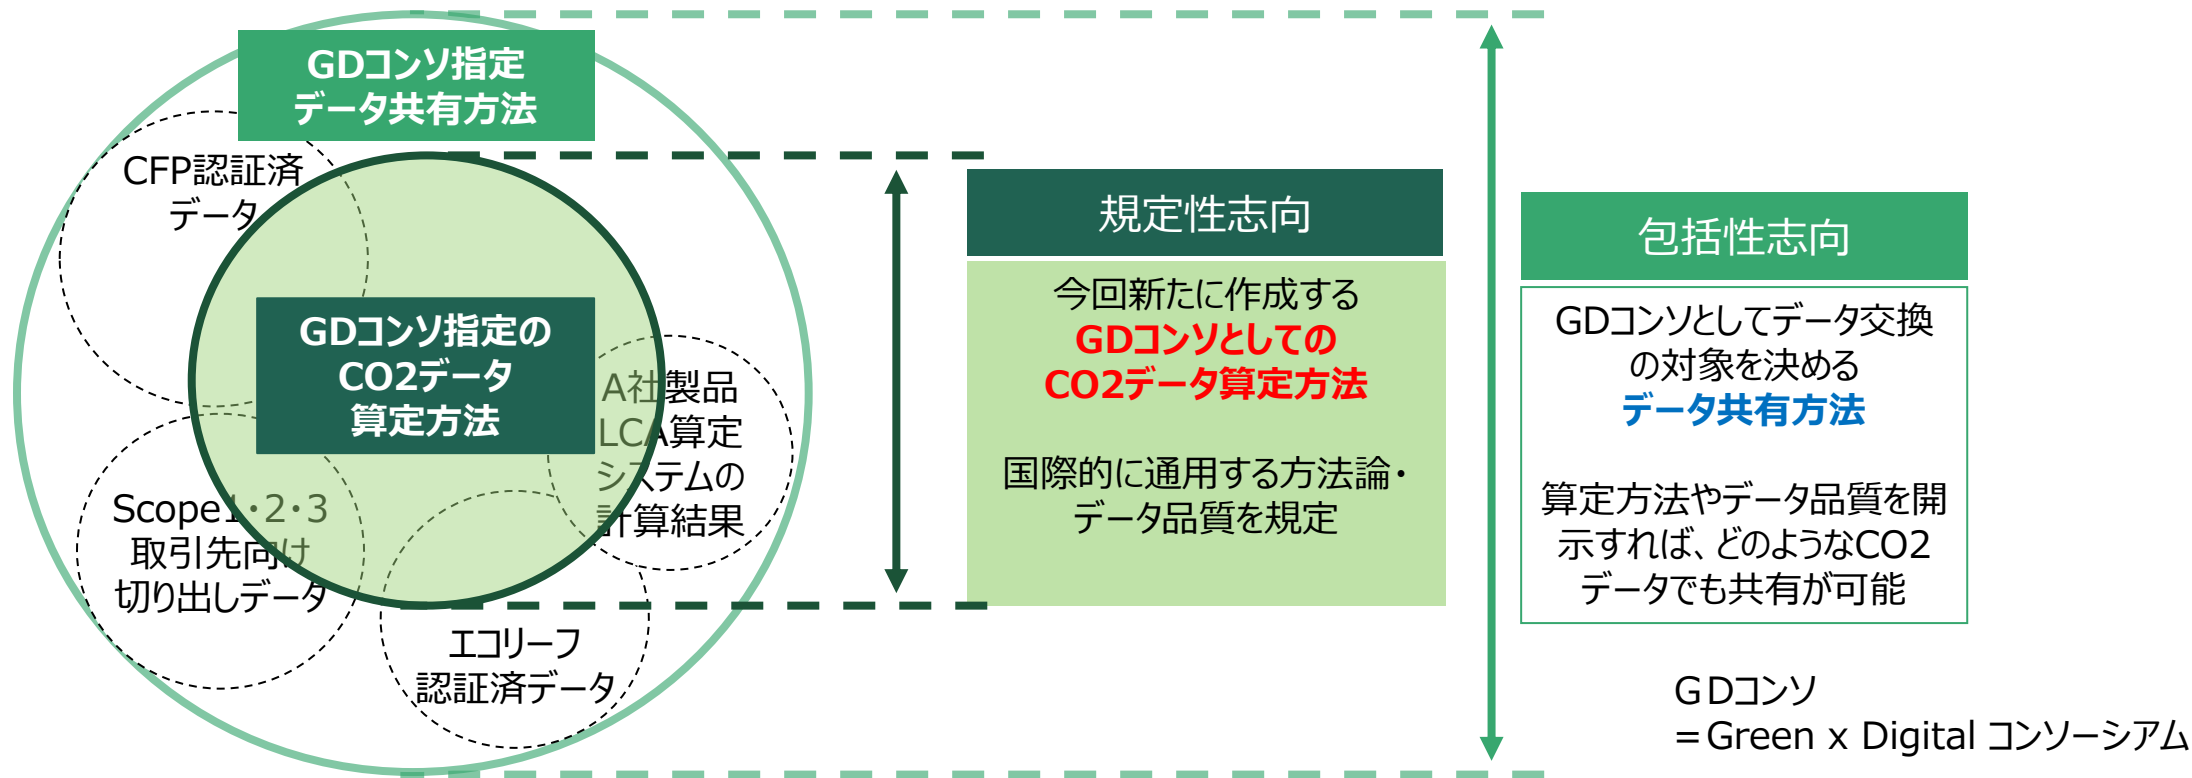 GDコンソ指定
データ共有方法
CFP認証済
データ
GDコンソ指定の
CO2データ
算定方法
A社製品
LCA算定
システムの
計算結果
Scope1・2・3
取引先向け
切り出しデータ
エコリーフ
認証済データ
規定性志向
今回新たに作成する
GDコンソとしての
CO2データ算定方法
国際的に通用する方法論・
データ品質を規定
包括性志向
GDコンソとしてデータ交換
の対象を決める
データ共有方法
算定方法やデータ品質を開
示すれば、どのようなCO2
データでも共有が可能
GDコンソ
=Green x Digital コンソーシアム